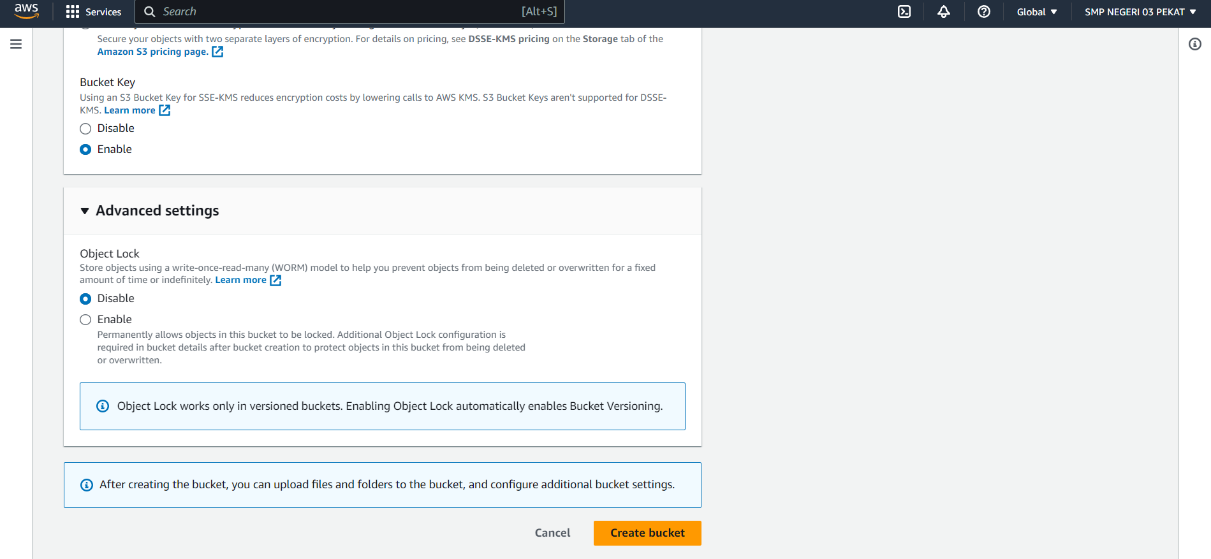 aws Services Search [Alt+S] Global SMP NEGERI 03 PEKAT
Secure your objects with two separate layers of encryption. For details on pricing, see DSSE-KMS pricing on the Storage tab of the
Amazon S3 pricing page.
Bucket Key
Using an S3 Bucket Key for SSE-KMS reduces encryption costs by lowering calls to AWS KMS. S3 Bucket Keys aren't supported for DSSE-
KMS. Learn more
Disable
Enable
Advanced settings
Object Lock
Store objects using a write-once-read-many (WORM) model to help you prevent objects from being deleted or overwritten for a fixed
amount of time or indefinitely. Learn more
Disable
Enable
Permanently allows objects in this bucket to be locked. Additional Object Lock configuration is
required in bucket details after bucket creation to protect objects in this bucket from being deleted
or overwritten.
Object Lock works only in versioned buckets. Enabling Object Lock automatically enables Bucket Versioning.
After creating the bucket, you can upload files and folders to the bucket, and configure additional bucket settings.
Cancel Create bucket